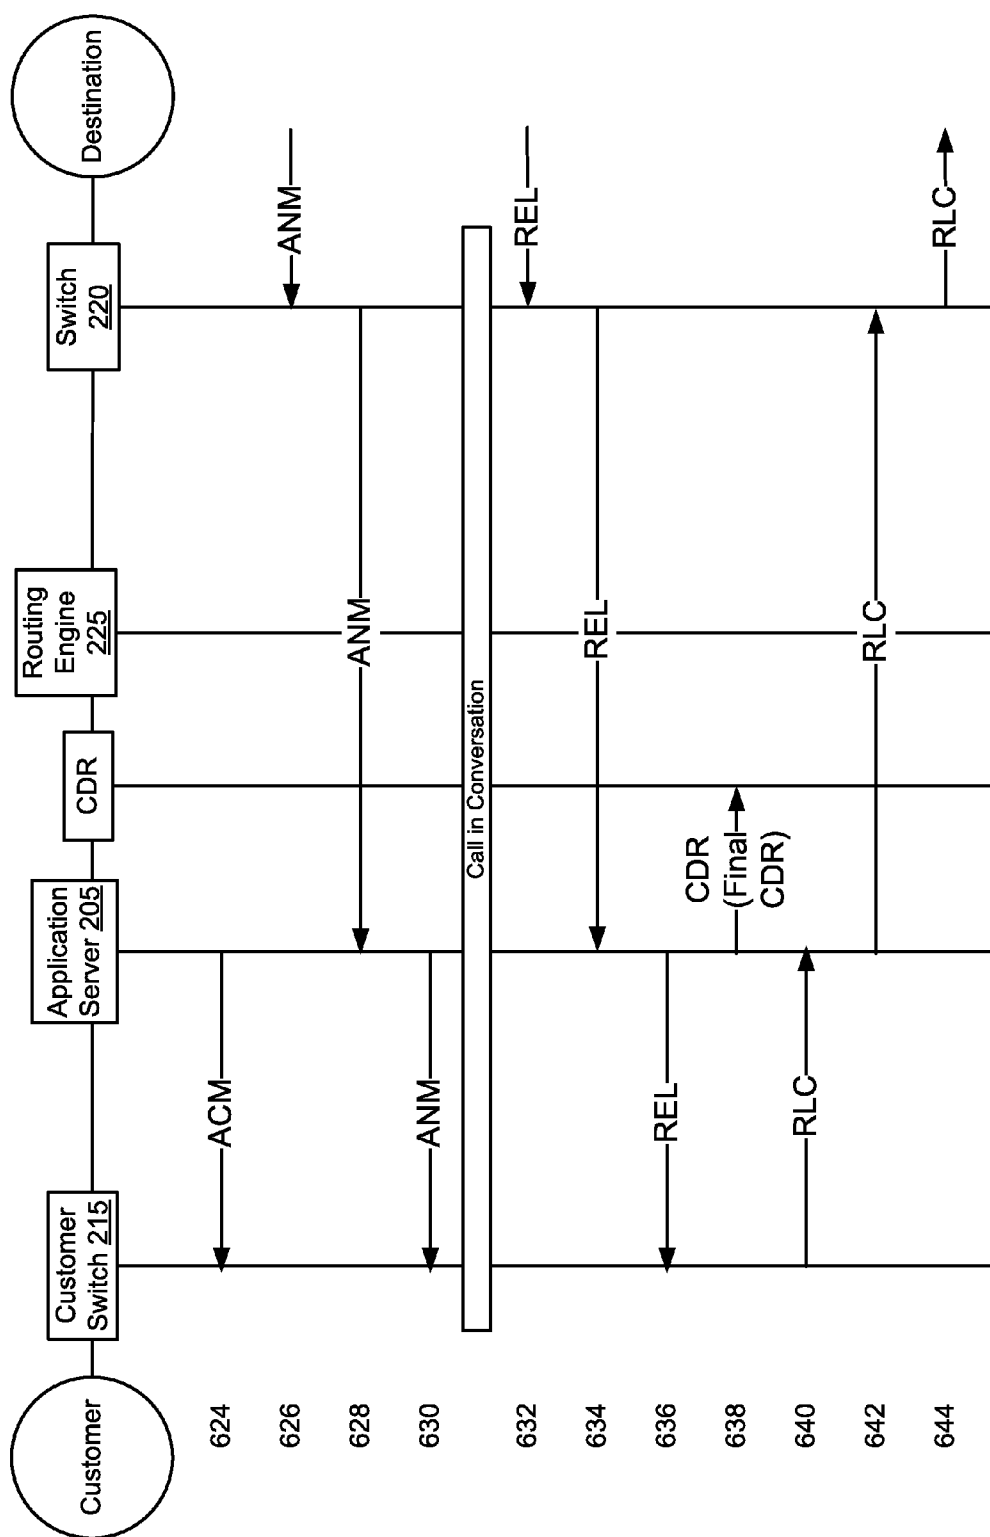 Customer
Customer
Switch 215
Application
Server 205
CDR
Routing
Engine
225
Switch
220
Destination
624
ACM
626
ANM
628
ANM
630
ANM
Call in Conversation
632
REL
634
REL
636
REL
638
CDR
(Final
CDR)
640
RLC
642
RLC
644
RLC